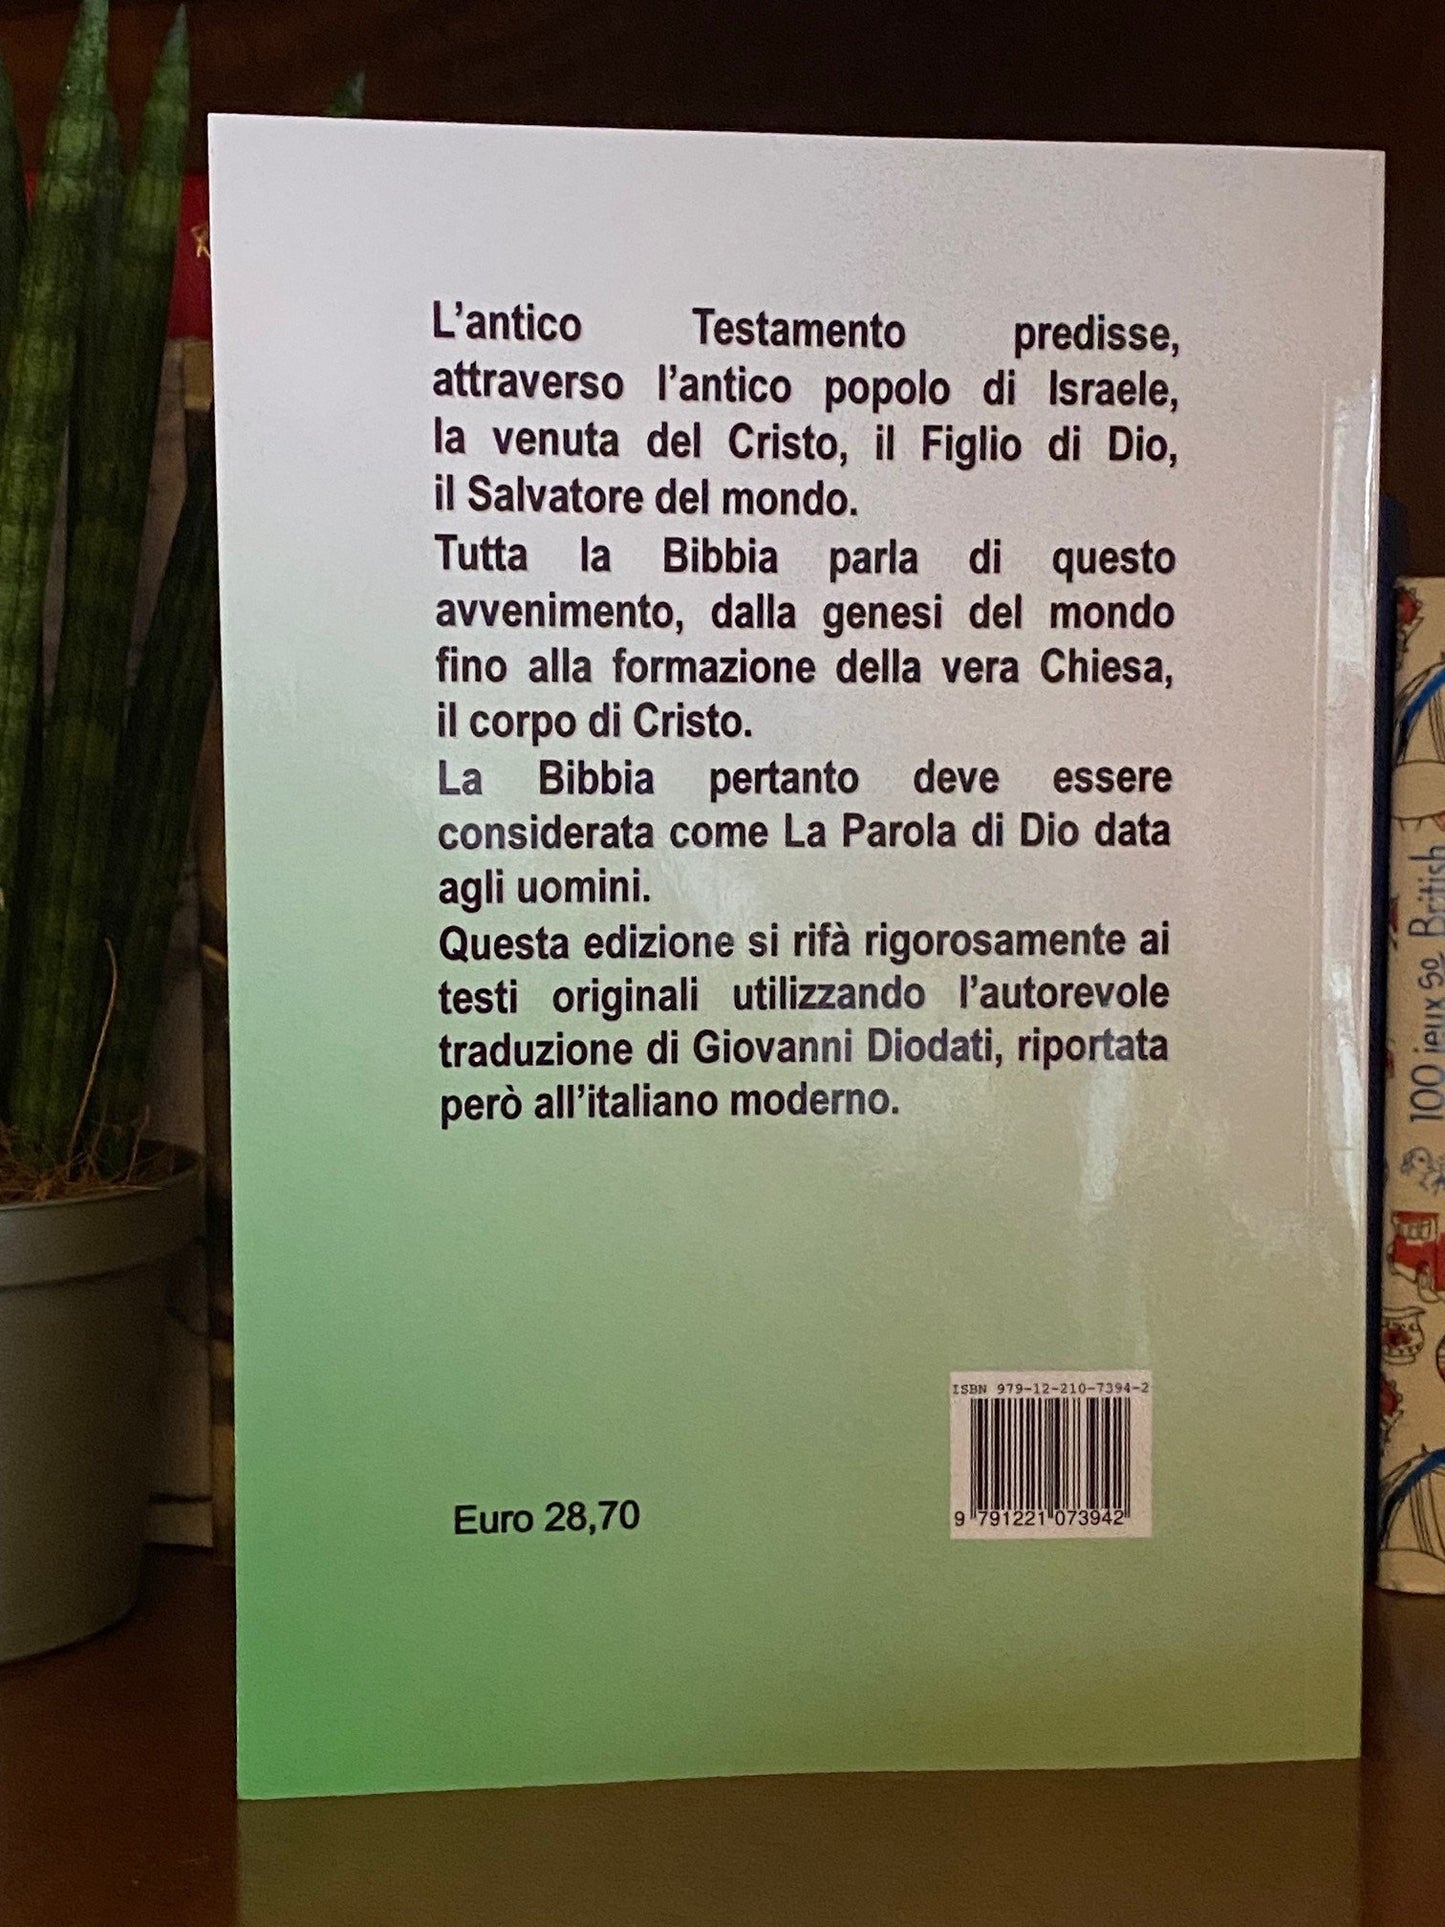 L’antico Testamento predisse,
attraverso l’antico popolo di Israele,
la venuta del Cristo, il Figlio di Dio,
il Salvatore del mondo.
Tutta la Bibbia parla di questo
avvenimento, dalla genesi del mondo
fino alla formazione della vera Chiesa,
il corpo di Cristo.
La Bibbia pertanto deve essere
considerata come La Parola di Dio data
agli uomini.
Questa edizione si rifà rigorosamente ai
testi originali utilizzando l’autorevole
traduzione di Giovanni Diodati, riportata
però all’italiano moderno.
ISBN 979-12-210-7394-2
9 791221 073942
Euro 28,70
100 jeux So British